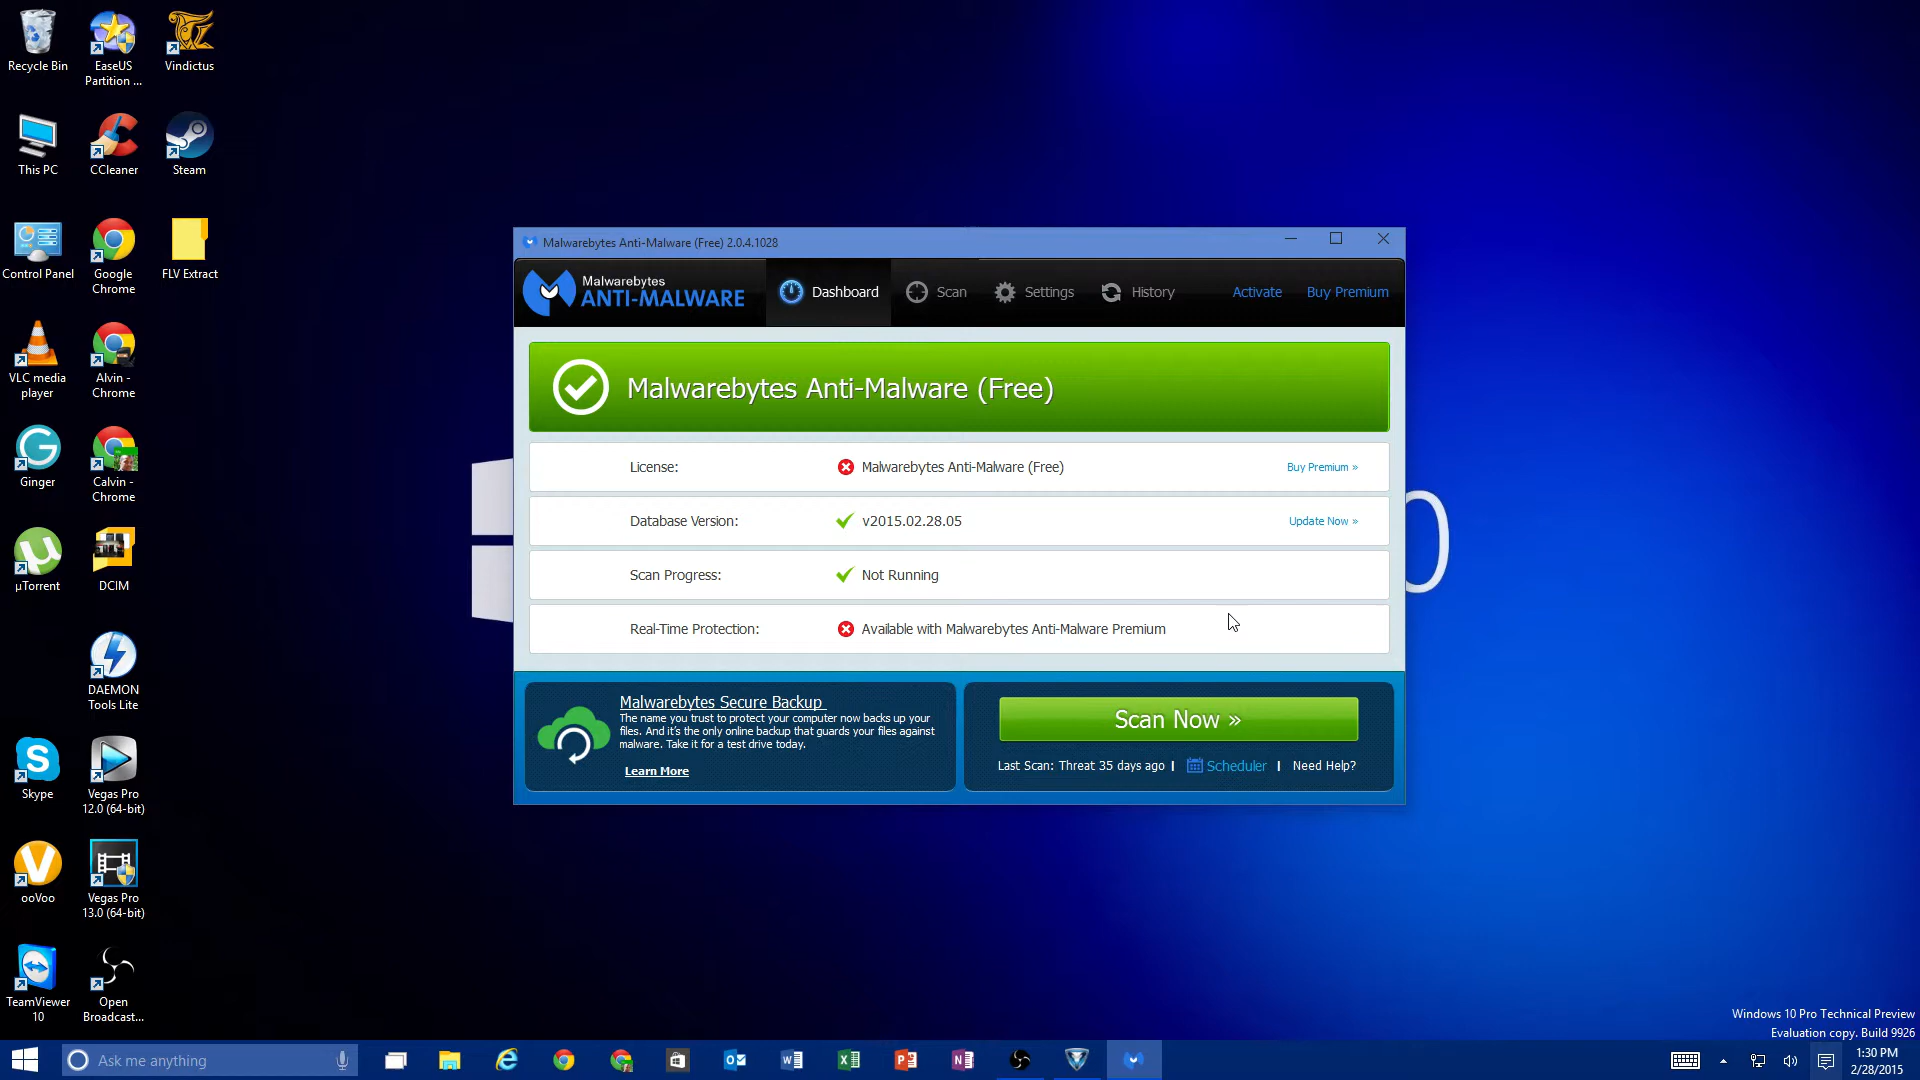 Recycle Bin
EaseUS
Partition ...
Vindictus
This PC
CCleaner
Steam
Control Panel
Google
Chrome
FLV Extract
VLC media
player
Alvin -
Chrome
Ginger
Calvin -
Chrome
µTorrent
DCIM
DAEMON
Tools Lite
Skype
Vegas Pro
12.0 (64-bit)
ooVoo
Vegas Pro
13.0 (64-bit)
TeamViewer
10
Open
Broadcast...
Malwarebytes Anti-Malware (Free) 2.0.4.1028
Malwarebytes
ANTI-MALWARE
Dashboard
Scan
Settings
History
Activate
Buy Premium
Malwarebytes Anti-Malware (Free)
License:
Malwarebytes Anti-Malware (Free)
Buy Premium »
Database Version:
v2015.02.28.05
Update Now »
Scan Progress:
Not Running
Real-Time Protection:
Available with Malwarebytes Anti-Malware Premium
Malwarebytes Secure Backup
The name you trust to protect your computer now backs up your
files. And it's the only online backup that guards your files against
malware. Take it for a test drive today.
Learn More
Scan Now »
Last Scan: Threat 35 days ago
Scheduler
Need Help?
0
Windows 10 Pro Technical Preview
Evaluation copy. Build 9926
Ask me anything
1:30 PM
2/28/2015